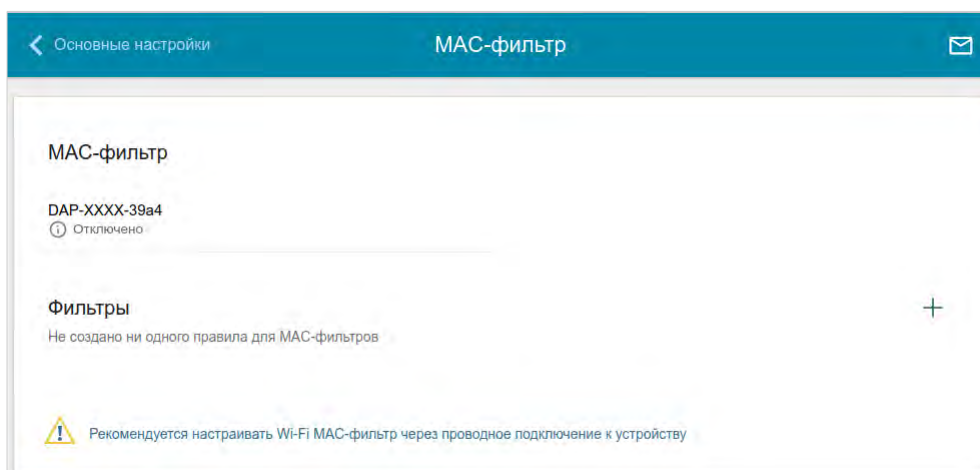 Основные настройки
MAC-фильтр
MAC-фильтр
DAP-XXXX-39a4
Отключено
Фильтры
Не создано ни одного правила для MAC-фильтров
Рекомендуется настраивать Wi-Fi MAC-фильтр через проводное подключение к устройству